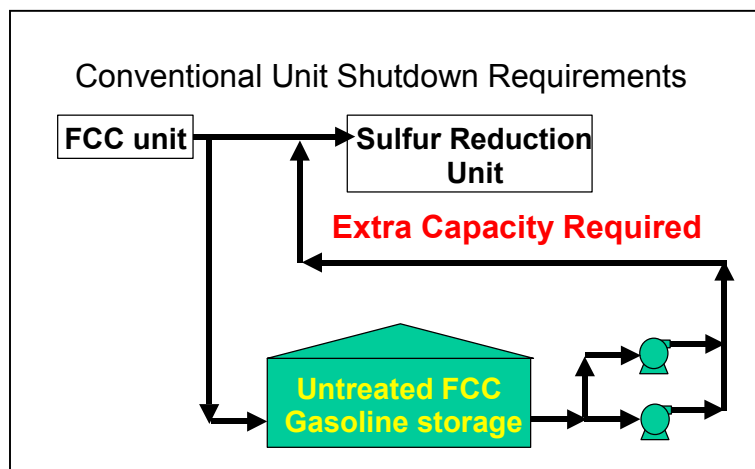 Conventional Unit Shutdown Requirements
FCC unit
Sulfur Reduction
Unit
Extra Capacity Required
Untreated FCC
Gasoline storage